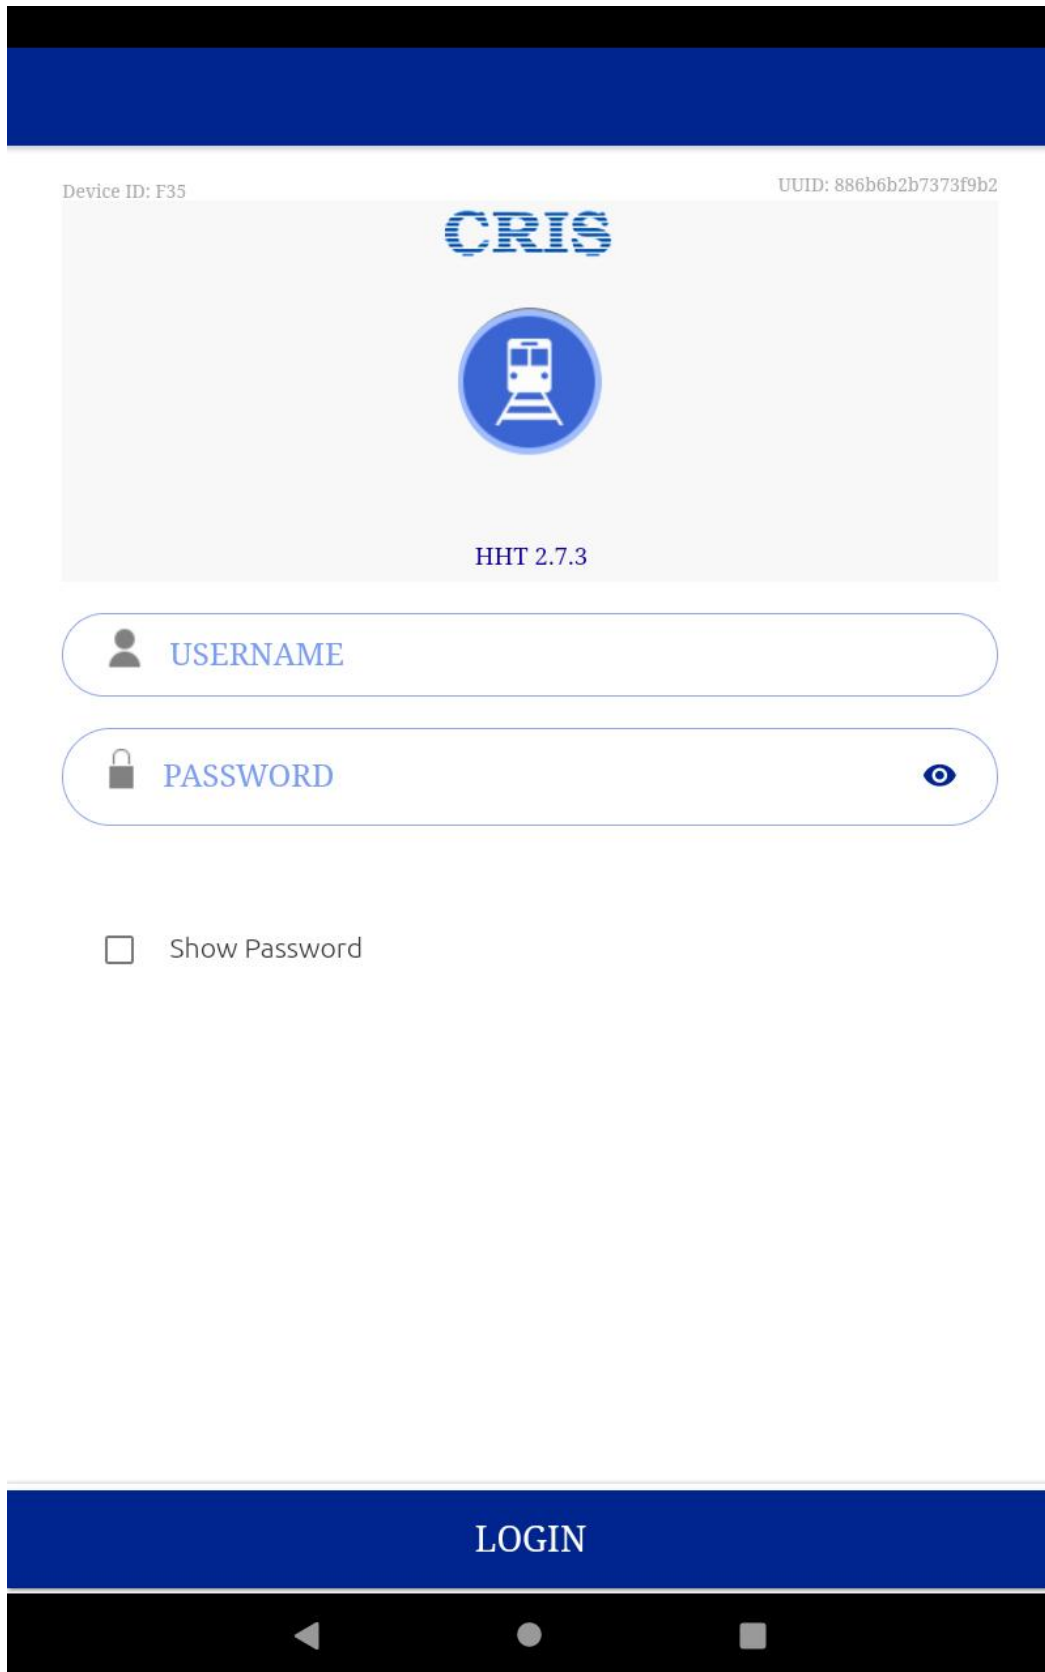 Device ID: F35
UUID: 886b6b2b7373f9b2
CRIS
HHT 2.7.3
USERNAME
PASSWORD
Show Password
LOGIN